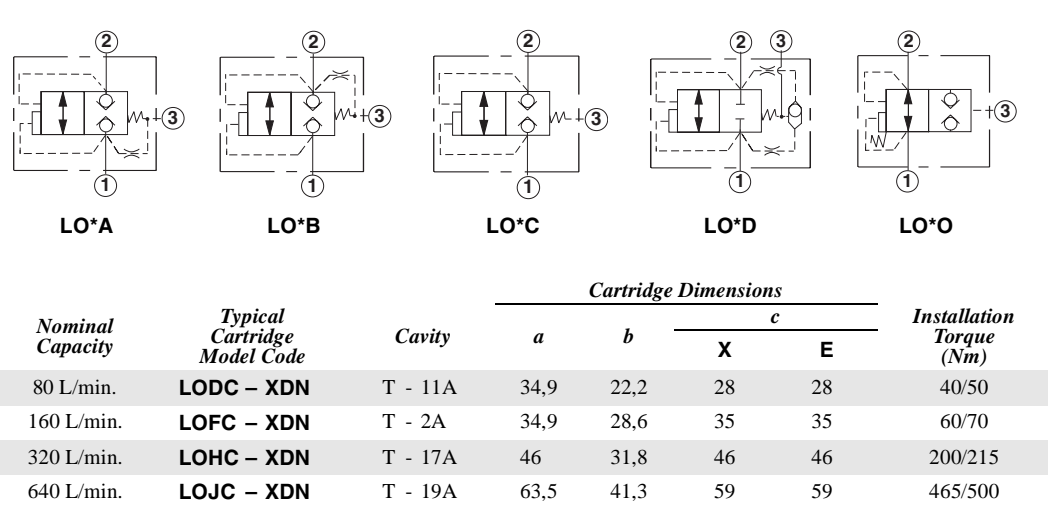 2 2 2 2 3 2
3 3 3 3
1 1 1 1 1
LO*A LO*B LO*C LO*D LO*O
Cartridge Dimensions
Nominal Capacity Typical Cartridge Model Code Cavity a b c Installation Torque (Nm)
X E
80 L/min. LODC – XDN T - 11A 34,9 22,2 28 28 40/50
160 L/min. LOFC – XDN T - 2A 34,9 28,6 35 35 60/70
320 L/min. LOHC – XDN T - 17A 46 31,8 46 46 200/215
640 L/min. LOJC – XDN T - 19A 63,5 41,3 59 59 465/500